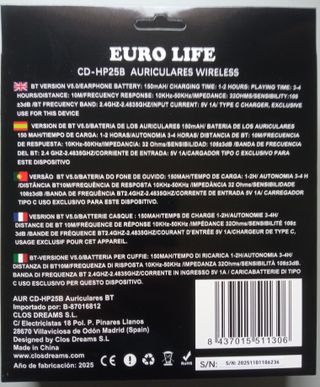 EURO LIFE
CD-HP25B AURICULARES WIRELESS
BT VERSION V5.0/EARPHONE BATTERY: 150mAH/ CHARGING TIME: 1-2 HOURS/ PLAYING TIME: 3-4
HOURS/DISTANCE: 10M/FRECUENCY RESPONSE: 10KHz-50KHz/IMPEDANCE: 32OHMS/SENSIBILITY:108
±3dB /BT FRECUENCY BAND: 2.4GHZ-2.4835GHZ/INPUT CURRENT: 5V 1A/ TYPE C CHARGER, EXCLUSIVE
USE FOR THIS DEVICE
VERSION DE BT V5.0/BATERIA DE LOS AURICULARES 150mAH/ BATERIA DE LOS AURICULARES
150 MAH/TIEMPO DE CARGA: 1-2 HORAS/AUTONOMIA 3-4 HORAS/ DISTANCIA DE BT: 10M/FRECUENCIA
DE RESPUESTA: 10KHz-50KHz/IMPEDANCIA: 32 Ohms/SENSIBILIDAD: 108±3dB/BANDA DE FRECUENCIA
DEL BT: 2.4 GHZ-2.4835GHZ/CORRIENTE DE ENTRADA: 5V 1A/CARGADOR TIPO C EXCLUSIVO PARA
ESTE DISPOSITIVO
VERSÃO BT V5.0/BATERIA DO FONE DE OUVIDO: 150MAH/TEMPO DE CARGA: 1-2H/ AUTONOMIE 3-4 H
/DISTÂNCIA BT10M/FREQUÊNCIA DE RESPOSTA 10KHz-50KHz /IMPEDANZA 32 Ohms/SENSIBILIDADE
108±3dB/BANDA DE FREQUÊNCIA BT2.4GHZ-2.4835GHZ/CORRENTE DE ENTRADA 5V 1A/ CARREGADOR
TIPO C USO EXCLUSIVO PARA ESTE DISPOSITIVO
VERSION BT V5.0/BATTERIE CASQUE : 150MAH/TEMPS DE CHARGE 1-2H/AUTONOMIE 3-4H/
DISTANCE DE BT 10M/FRÉQUENCE DE RÉPONSE 10KHz-50KHz /IMPEDANZA 32Ohms/SENSIBILITÉ 108±
3dB/ BANDE DE FRÉQUENCE BT 2.4GHZ-2.4835GHZ/COURANT D'ENTRÉE 5V 1A/CHARGEUR DE TYPE C,
USAGE EXCLUSIF POUR CET APPAREIL.
BT-VERSIONE V5.0/BATTERIA PER CUFFIE: 150MAH/TEMPO DI RICARICA 1-2H/ AUTONOMIA 3-4H/
DISTANZA DI BT10M/FREQUENZA DI RISPOSTA 10KHz-50KHz /IMPEDANZA 32Ohms/SENSIBILITÀ 108±3dB.
BANDA DI FREQUENZA BT 2.4GHZ-2.4835GHZ/CORRENTE IN INGRESSO 5V 1A / CARICABATTERIE DI TIPO
C USO ESCLUSIVO PER QUESTO DISPOSITIVO.
AUR CD-HP25B Auriculares BT
B-87016812
CLOS DREAMS S.L.
C/ Electricistas 18 Pol. P. Pinares Llanos
28670 Villaviciosa de Odón Madrid (Spain)
Designed by Clos Dreams S.L.
Made in China
www.closdreams.com
Año de fabricación: 2025
8 437015 511306
S/N: S/N: 20251101186236